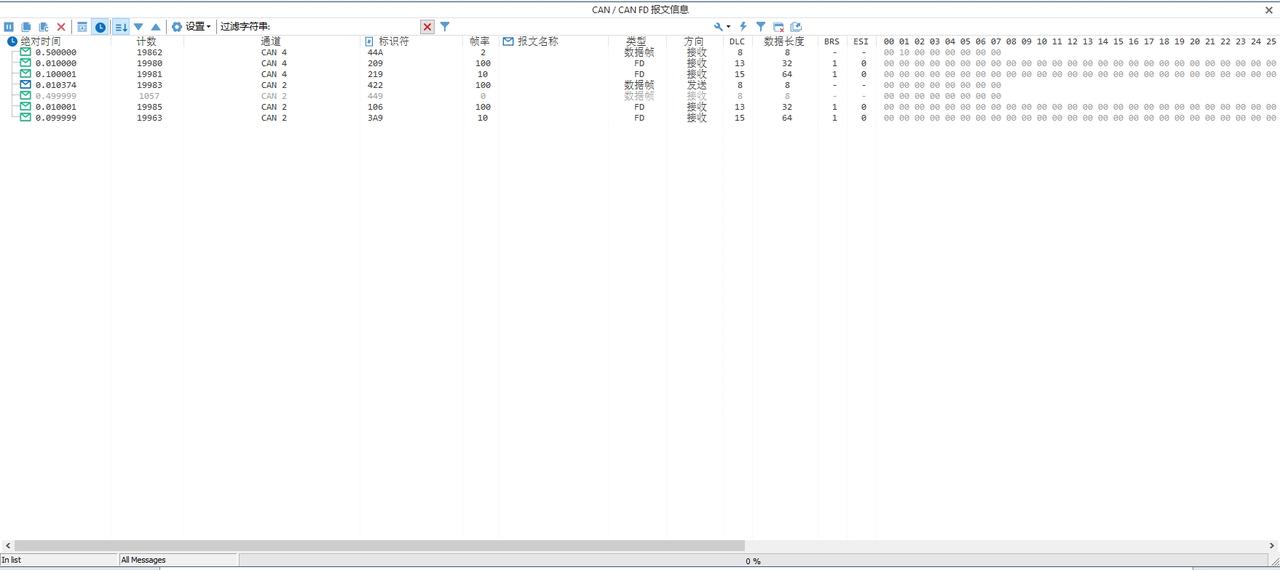 CAN / CAN FD 报文信息
设置 过滤字符串:
绝对时间 计数 通道 标识符 帧率 报文名称 类型 方向 DLC 数据长度 BRS ESI 00 01 02 03 04 05 06 07 08 09 10 11 12 13 14 15 16 17 18 19 20 21 22 23 24 25
0.500000 19862 CAN 4 44A 2 数据帧 接收 8 8 - - 00 10 00 00 00 00 00 00
0.010000 19980 CAN 4 209 100 FD 接收 13 32 1 0 00 00 00 00 00 00 00 00 00 00 00 00 00 00 00 00 00 00 00 00 00 00 00 00 00 00
0.100001 19981 CAN 4 219 10 FD 接收 15 64 1 0 00 00 00 00 00 00 00 00 00 00 00 00 00 00 00 00 00 00 00 00 00 00 00 00 00 00
0.010374 19983 CAN 2 422 100 数据帧 发送 8 8 - - 00 00 00 00 00 00 00 00
0.499999 1057 CAN 2 449 0 数据帧 接收 8 8 - - 00 00 00 00 00 00 00 00
0.010001 19985 CAN 2 106 100 FD 接收 13 32 1 0 00 00 00 00 00 00 00 00 00 00 00 00 00 00 00 00 00 00 00 00 00 00 00 00 00 00
0.099999 19963 CAN 2 3A9 10 FD 接收 15 64 1 0 00 00 00 00 00 00 00 00 00 00 00 00 00 00 00 00 00 00 00 00 00 00 00 00 00 00
In list All Messages 0 %